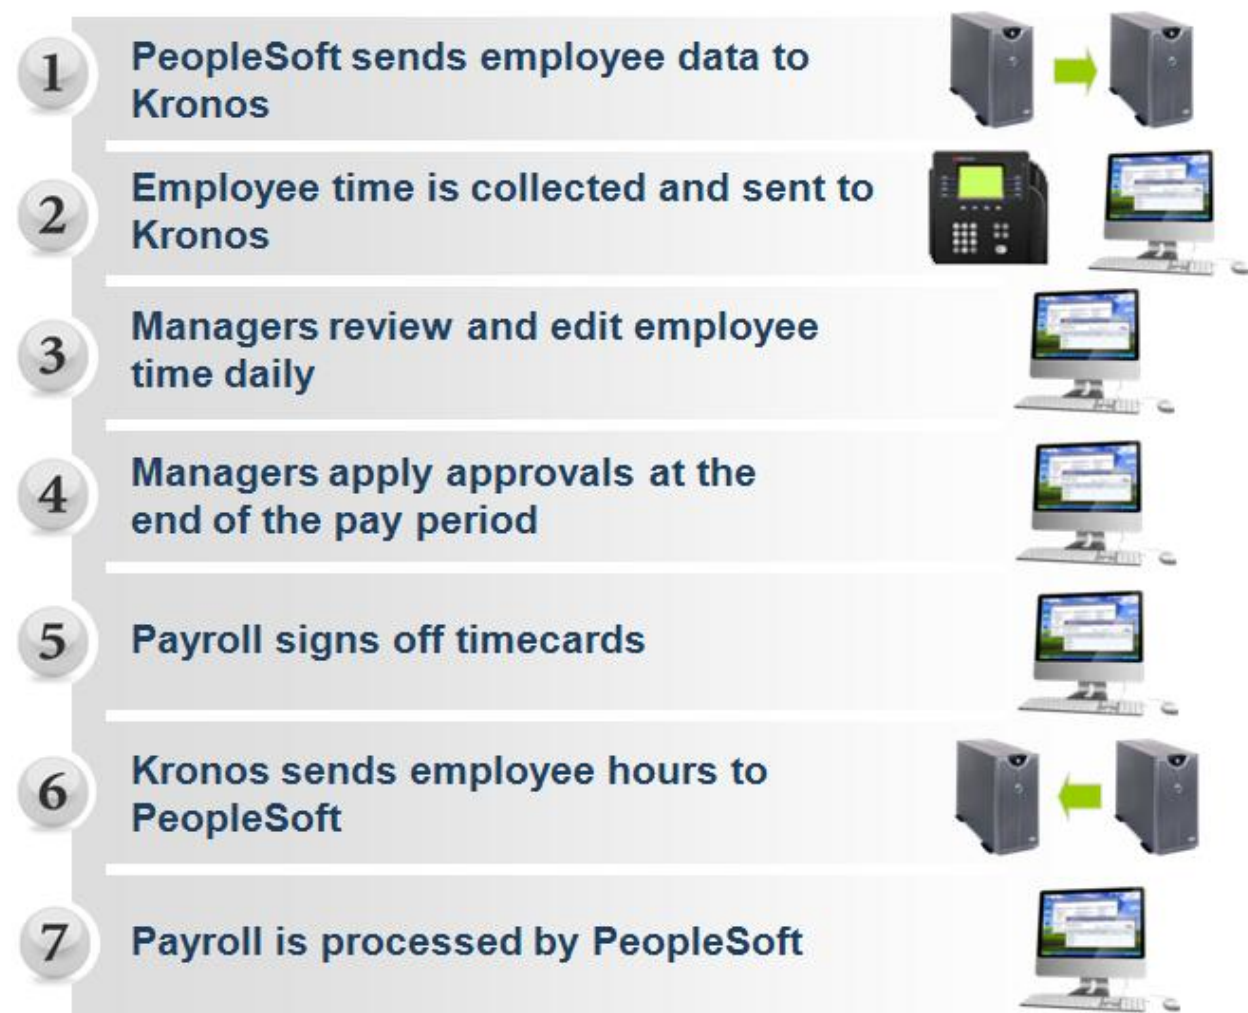 1
PeopleSoft sends employee data to
Kronos
2
Employee time is collected and sent to
Kronos
3
Managers review and edit employee
time daily
4
Managers apply approvals at the
end of the pay period
5
Payroll signs off timecards
6
Kronos sends employee hours to
PeopleSoft
7
Payroll is processed by PeopleSoft